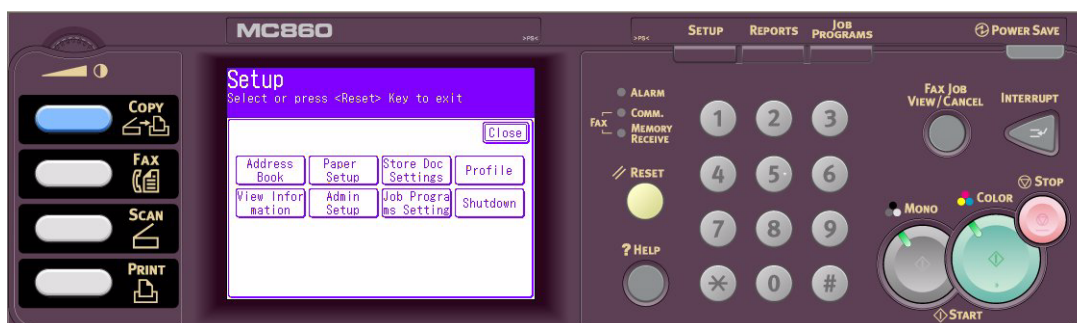 MC860
>PS<
>PS<
SETUP
REPORTS
JOB
PROGRAMS
POWER SAVE
COPY
FAX
SCAN
PRINT
Setup
Select or press <Reset> Key to exit
Close
Address
Book
Paper
Setup
Store Doc
Settings
Profile
View Infor
mation
Admin
Setup
Job Progra
ms Setting
Shutdown
ALARM
FAX
COMM.
MEMORY
RECEIVE
RESET
? HELP
1
2
3
4
5
6
7
8
9
0
#
FAX JOB
VIEW/CANCEL
INTERRUPT
STOP
MONO
COLOR
START